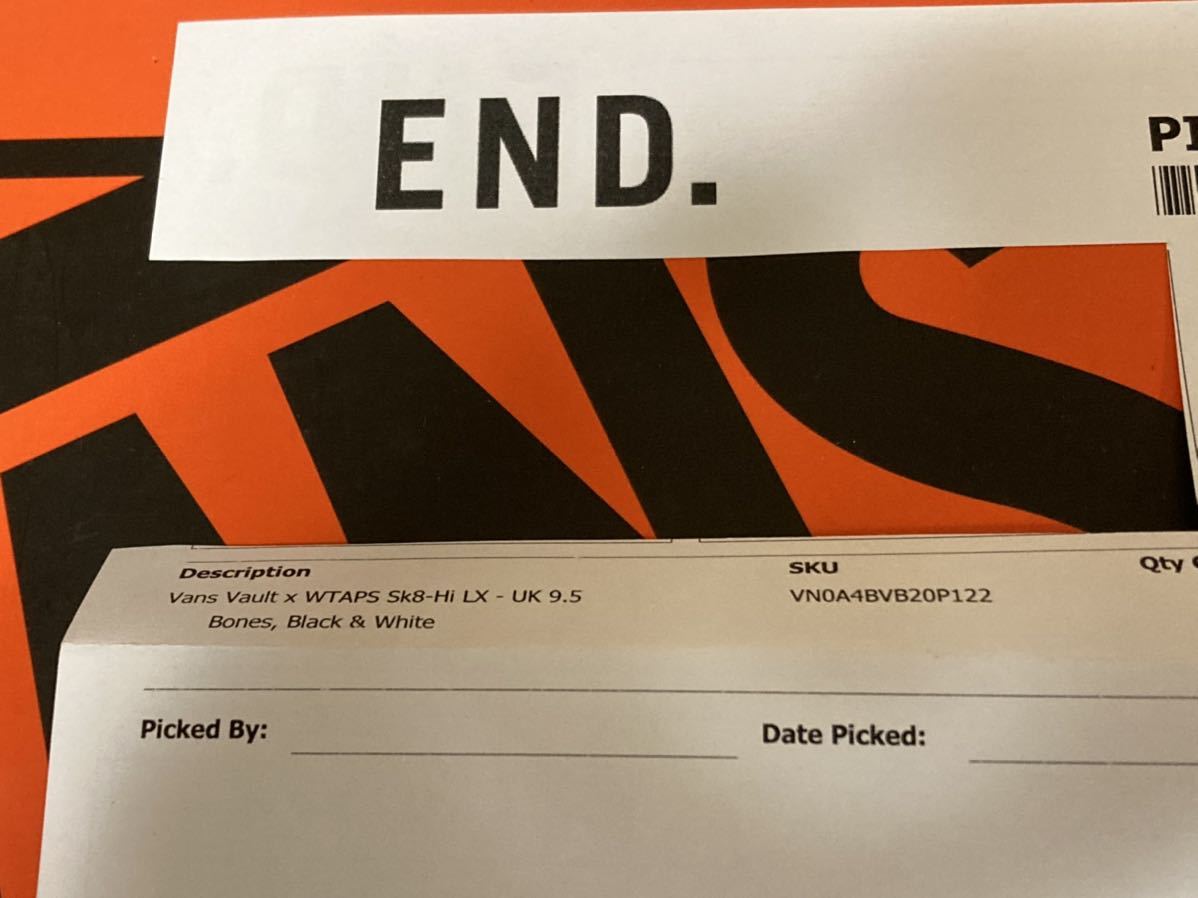 END.
Description SKU Qty
Vans Vault x WTAPS Sk8-Hi LX - UK 9.5 VN0A4BVB20P122
Bones, Black & White
Picked By: Date Picked: